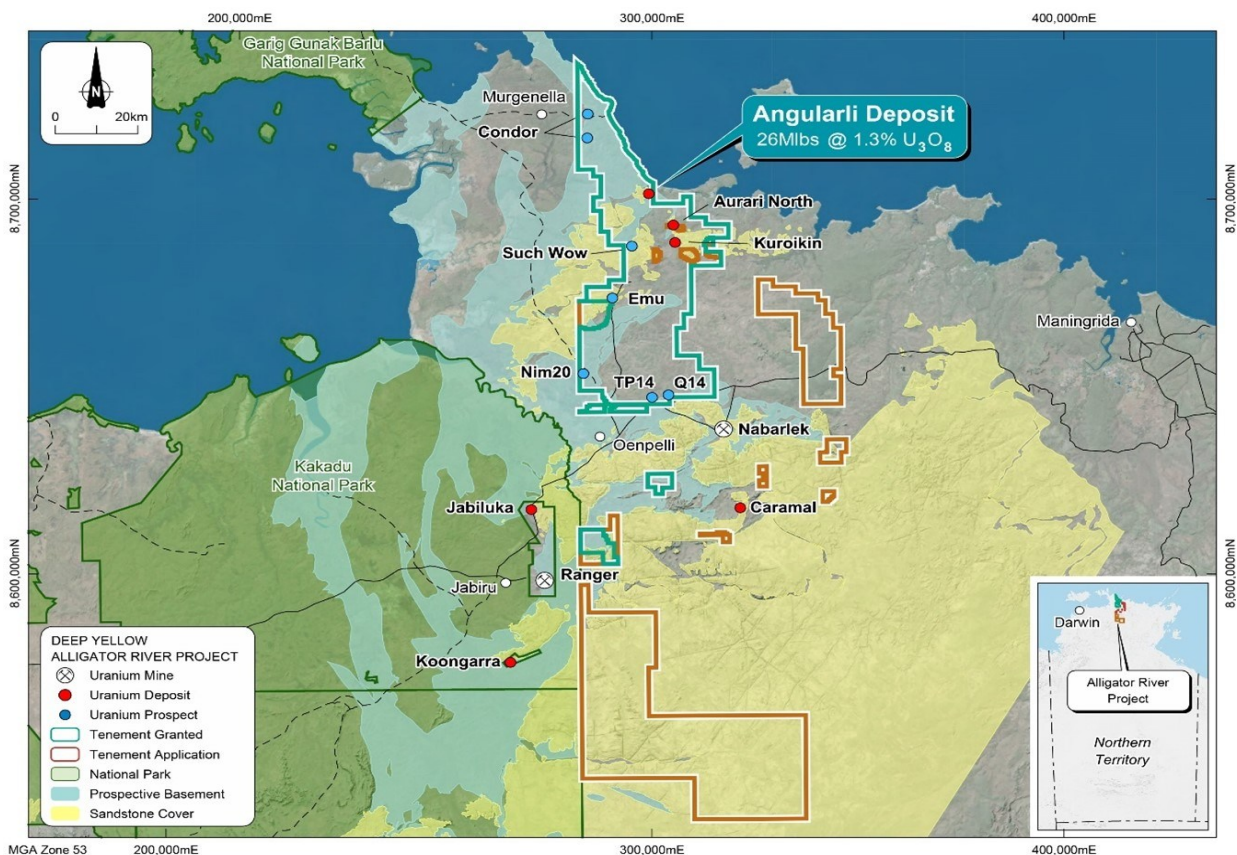 200,000mE
300,000mE
400,000mE
Garig Gunak Barlu
National Park
N
0
20km
Murgenella
Condor
Angularli Deposit
26Mlbs @ 1.3% U₃O₈
8,700,000mN
8,700,000mN
Aurari North
Kuroikin
Such Wow
Emu
Maningrida
Nim20
TP14
Q14
Nabarlek
Oenpelli
Kakadu
National Park
Jabiluka
Caramal
Ranger
Jabiru
8,600,000mN
8,600,000mN
Koongarra
DEEP YELLOW
ALLIGATOR RIVER PROJECT
Uranium Mine
Uranium Deposit
Uranium Prospect
Tenement Granted
Tenement Application
National Park
Prospective Basement
Sandstone Cover
Darwin
Alligator River
Project
Northern
Territory
MGA Zone 53
200,000mE
300,000mE
400,000mE